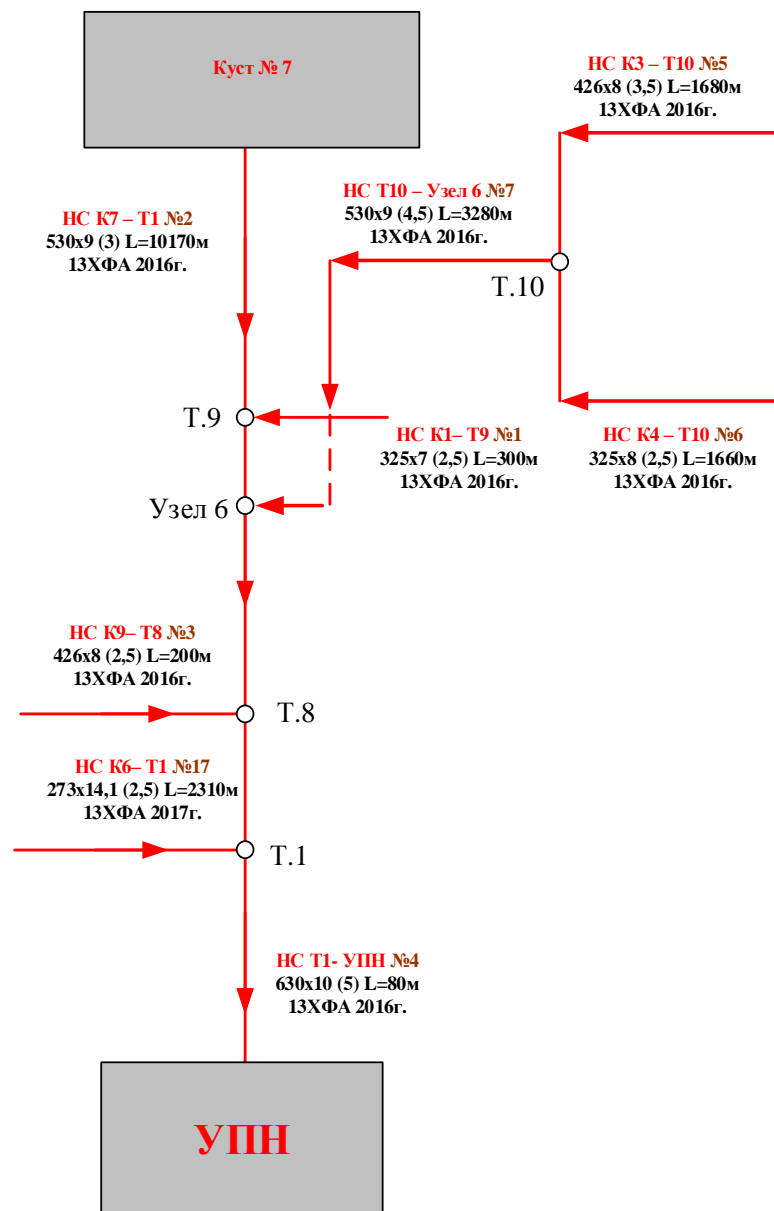 Куст № 7
НС К3 – Т10 №5
426х8 (3,5) L=1680м
13ХФА 2016г.
НС Т10 – Узел 6 №7
530х9 (4,5) L=3280м
13ХФА 2016г.
НС К7 – Т1 №2
530х9 (3) L=10170м
13ХФА 2016г.
Т.10
Т.9
НС К1– Т9 №1
325х7 (2,5) L=300м
13ХФА 2016г.
НС К4 – Т10 №6
325х8 (2,5) L=1660м
13ХФА 2016г.
Узел 6
НС К9– Т8 №3
426х8 (2,5) L=200м
13ХФА 2016г.
Т.8
НС К6– Т1 №17
273х14,1 (2,5) L=2310м
13ХФА 2017г.
Т.1
НС Т1- УПН №4
630х10 (5) L=80м
13ХФА 2016г.
УПН